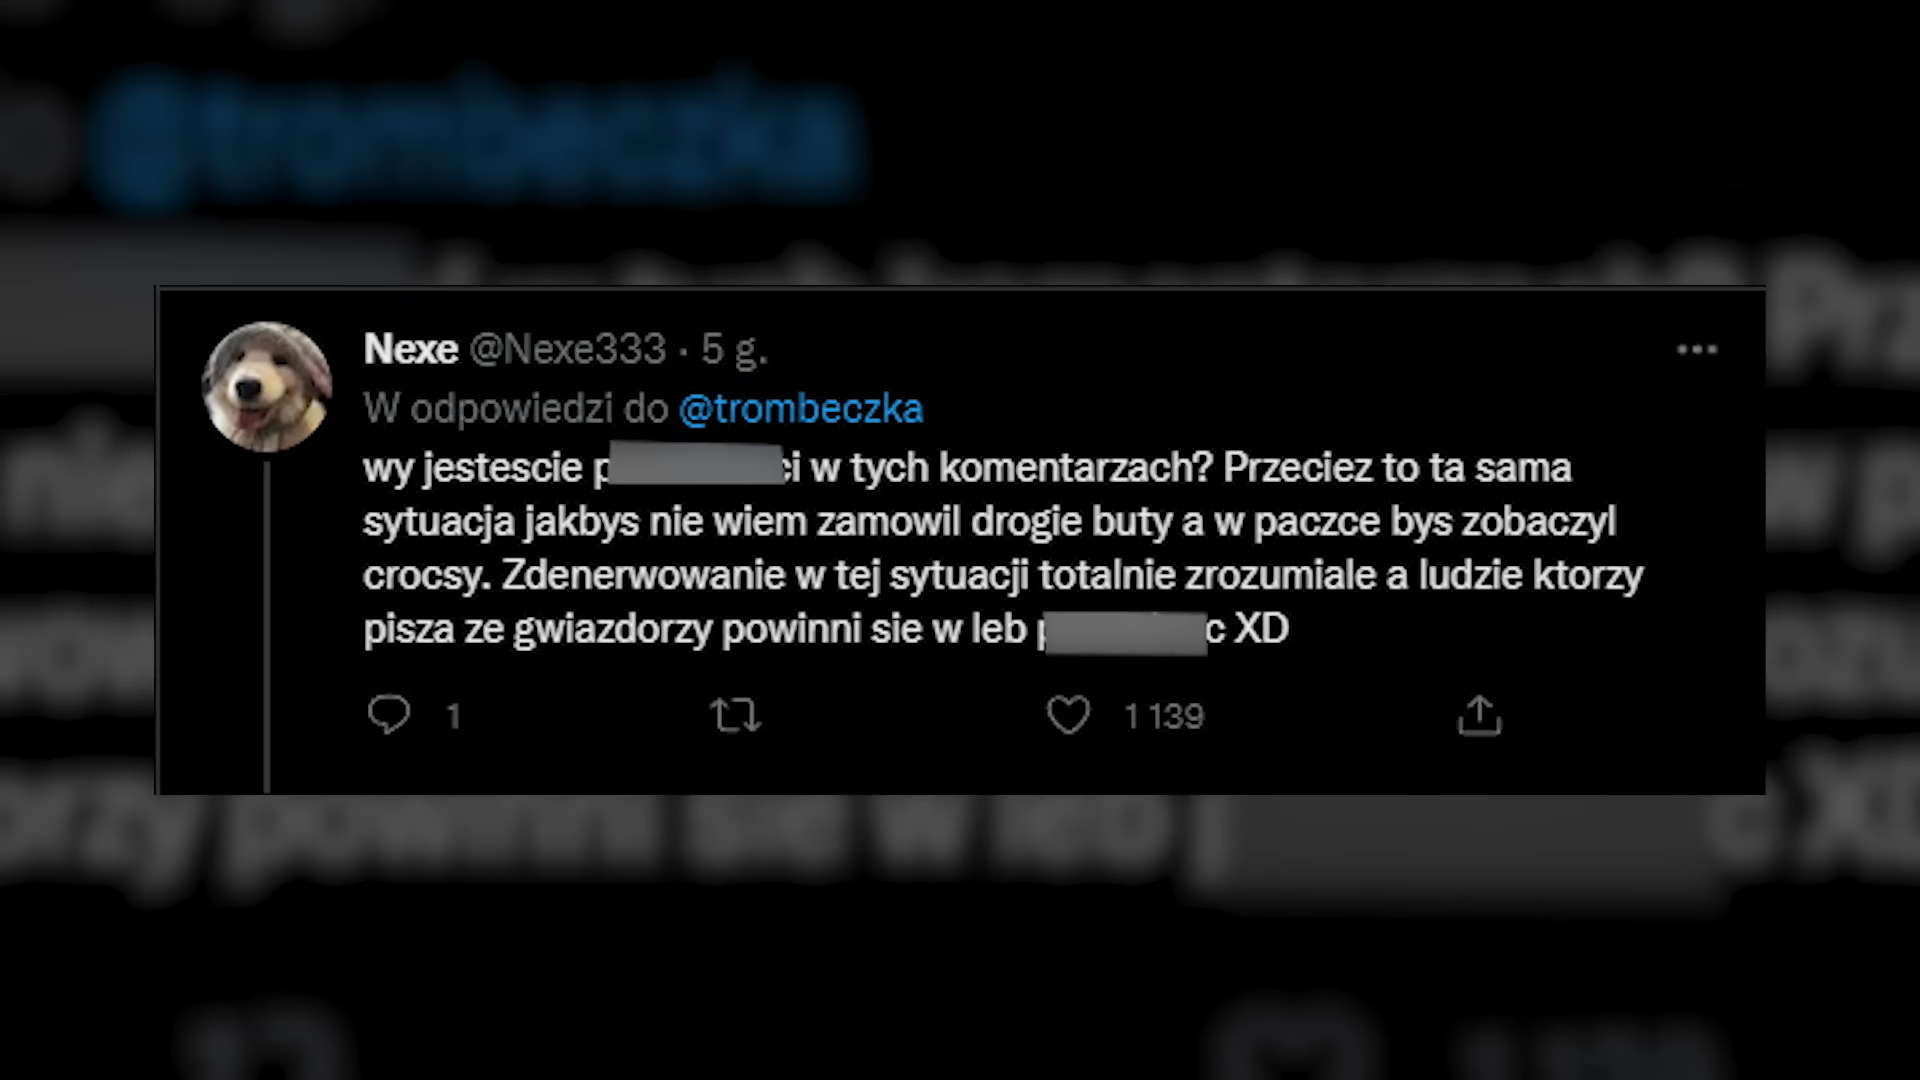 Nexe @Nexe333 · 5 g.
W odpowiedzi do @trombeczka
wy jestescie p ci w tych komentarzach? Przeciez to ta sama
sytuacja jakbys nie wiem zamowil drogie buty a w paczce bys zobaczyl
crocsy. Zdenerwowanie w tej sytuacji totalnie zrozumiale a ludzie ktorzy
pisza ze gwiazdorzy powinni sie w leb p c XD
1 1 139